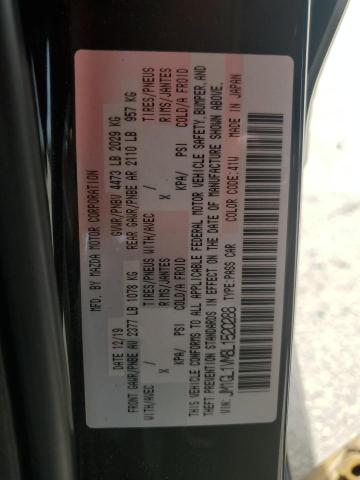 MFD. BY MAZDA MOTOR CORPORATION
GVWR/PNBV 4473 LB 2029 KG
DATE 12/19
FRONT GAWR/PNBE AV 2377 LB 1078 KG
REAR GAWR/PNBE AR 2110 LB 957 KG
TIRES/PNEUS WITH/AVEC / TIRES/PNEUS WITH/AVEC / TIRES/PNEUS
X RIMS/JANTES X RIMS/JANTES
KPA/ PSI COLD/A FROID KPA/ PSI COLD/A FROID
THIS VEHICLE CONFORMS TO ALL APPLICABLE FEDERAL MOTOR VEHICLE SAFETY, BUMPER, AND
THEFT PREVENTION STANDARDS IN EFFECT ON THE DATE OF MANUFACTURE SHOWN ABOVE.
TYPE:PASS CAR COLOR CODE:41W MADE IN JAPAN